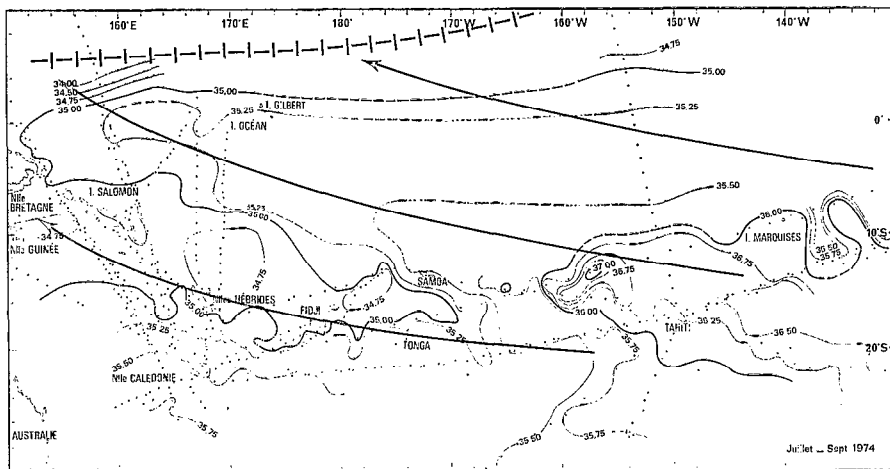 160°E
170°E
180°
170°W
160°W
150°W
140°W
34.75
34.00
34.50
34.75
35.00
35.00
35.00
35.25
I. GILBERT
35.25
I. OCÉAN
0°
35.50
I. SALOMON
Nlle
BRETAGNE
35.25
35.00
36.00
34.75
Nlle GUINÉE
I. MARQUISES
10°S
36.50
35.75
36.75
37.00
36.75
34.75
SAMOA
34.75
Nlles HÉBRIDES
35.00
FIDJI
35.00
36.00
35.25
35.25
TAHITI
36.25
36.50
TONGA
35.75
20°S
35.50
Nlle CALÉDONIE
35.75
35.50
35.75
AUSTRALIE
Juillet _ Sept 1974